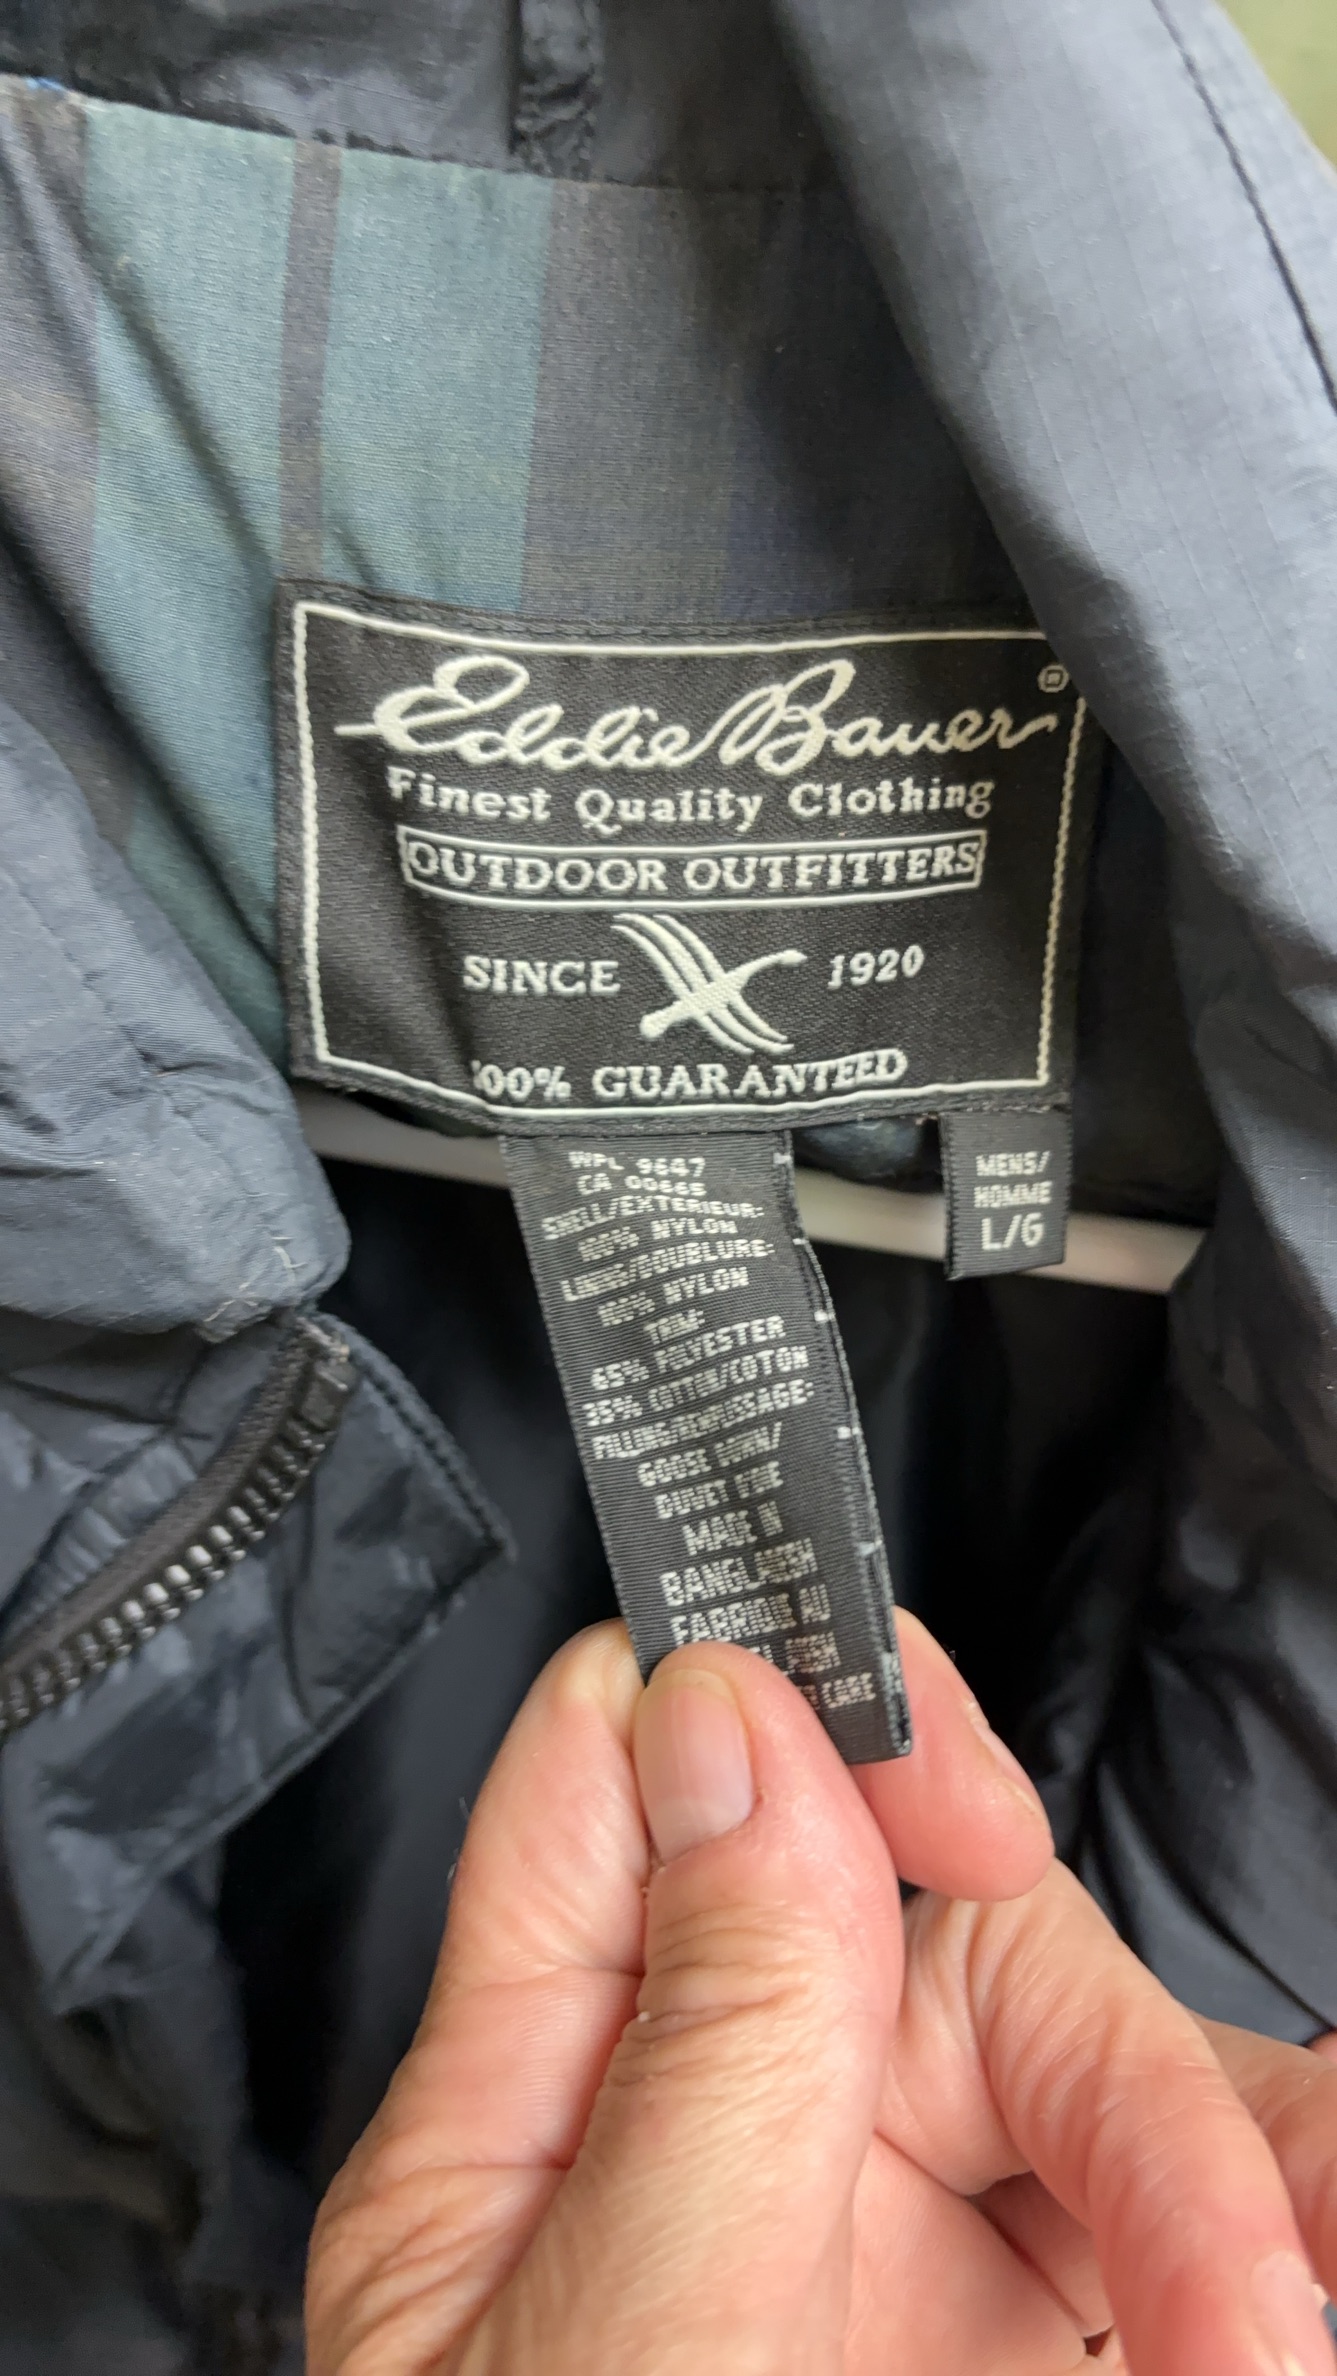 Eddie Bauer ®
Finest Quality Clothing
OUTDOOR OUTFITTERS
SINCE 1920
100% GUARANTEED
MENS/
HOMME
L/G
WPL 9647
CA 00665
SHELL/EXTERIEUR:
100% NYLON
LINING/DOUBLURE:
100% NYLON
TRIM:
65% POLYESTER
35% COTTON/COTON
FILLING/REMPLISSAGE:
GOOSE DOWN/
DUVET D'OIE
MADE IN
BANGLADESH
FABRIQUE AU
DESH
CARE